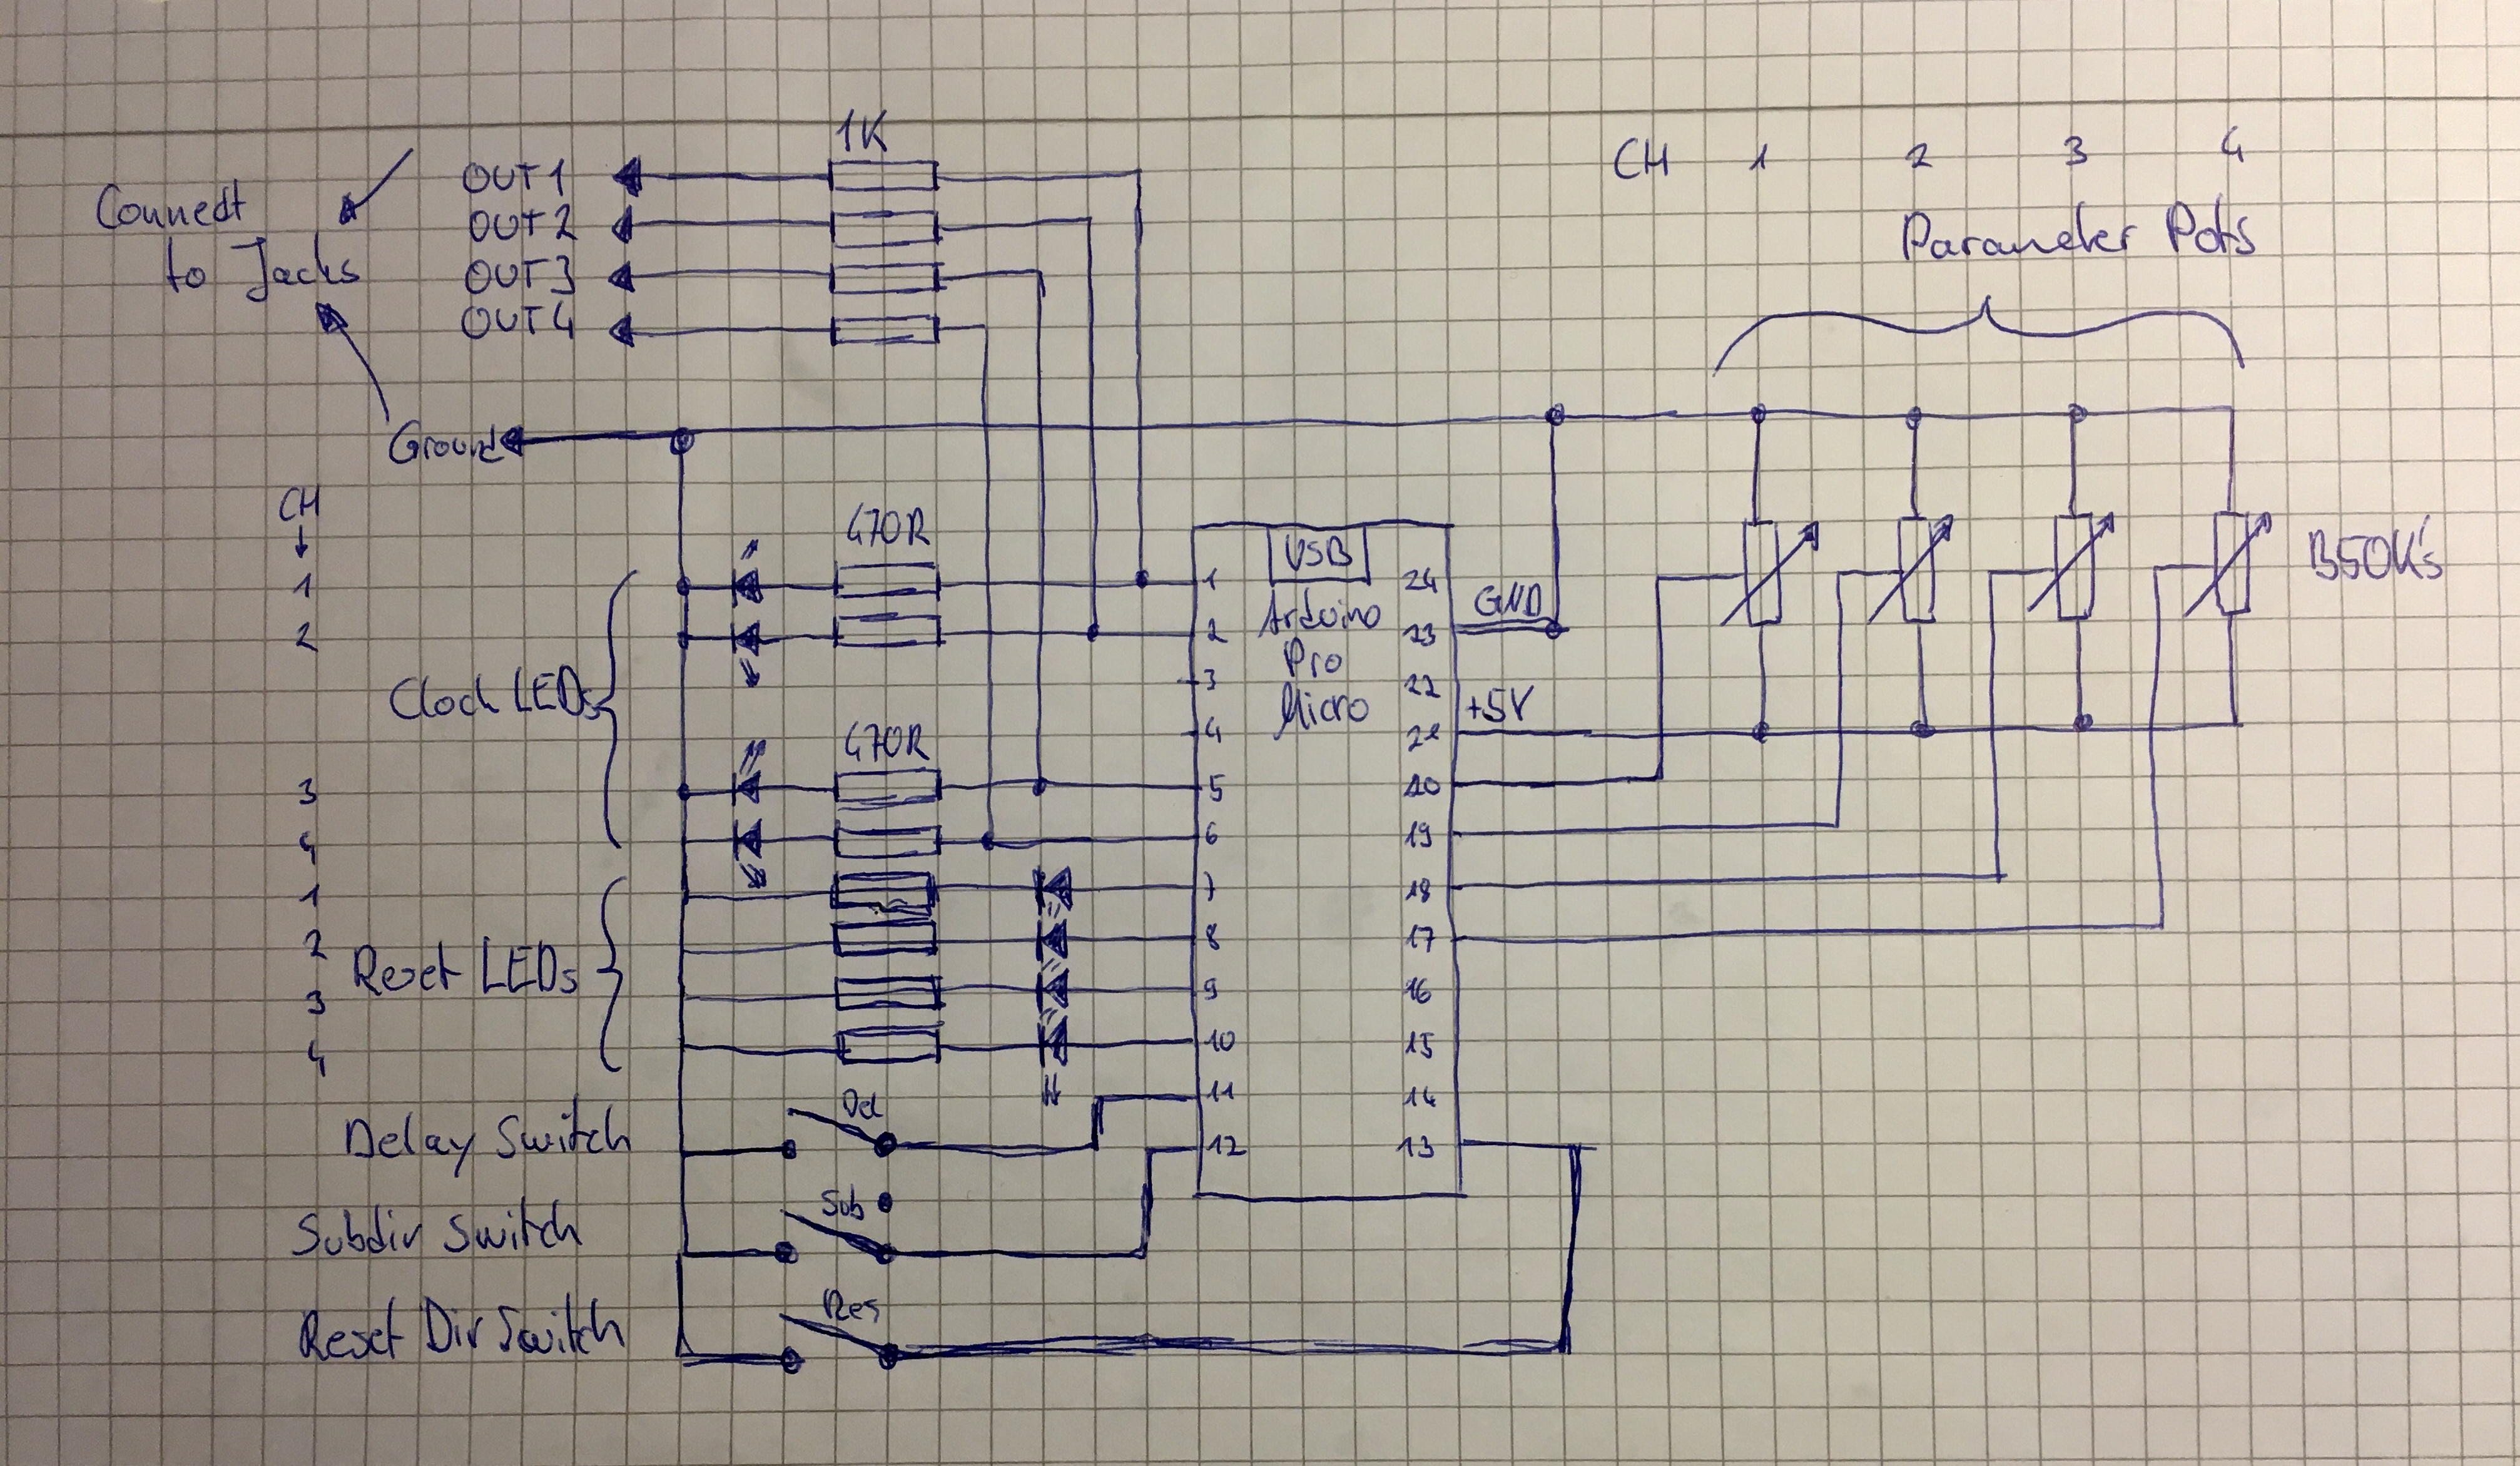 1K
OUT1
OUT2
OUT3
OUT4
Connect
to Jacks
CH 1 2 3 4
Parameter Pots
Ground
CH
1
2
Clock LEDs
3
4
470R
470R
1
2
3
4
Reset LEDs
USB
Arduino
Pro
Micro
1
2
3
4
5
6
7
8
9
10
11
12
24
23
22
21
20
19
18
17
16
15
14
13
GND
+5V
B50K's
Delay Switch
Del
Subdiv Switch
Sub
Reset Div Switch
Res